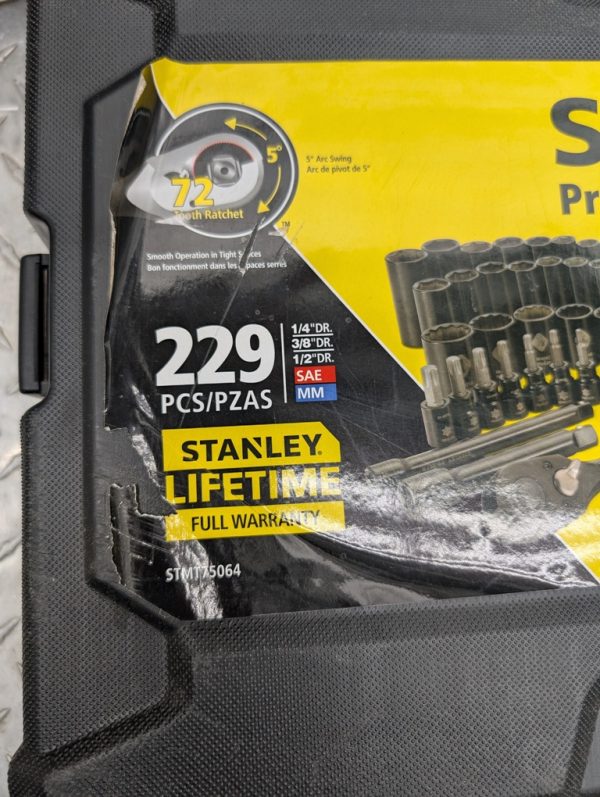 5°
72
Tooth Ratchet
™
5° Arc Swing
Arc de pivot de 5°
Smooth Operation in Tight Spaces
Bon fonctionment dans les espaces serrés
229
PCS/PZAS
1/4"DR.
3/8"DR.
1/2"DR.
SAE
MM
S
Pr
STANLEY®
LIFETIME
FULL WARRANTY
STMT75064